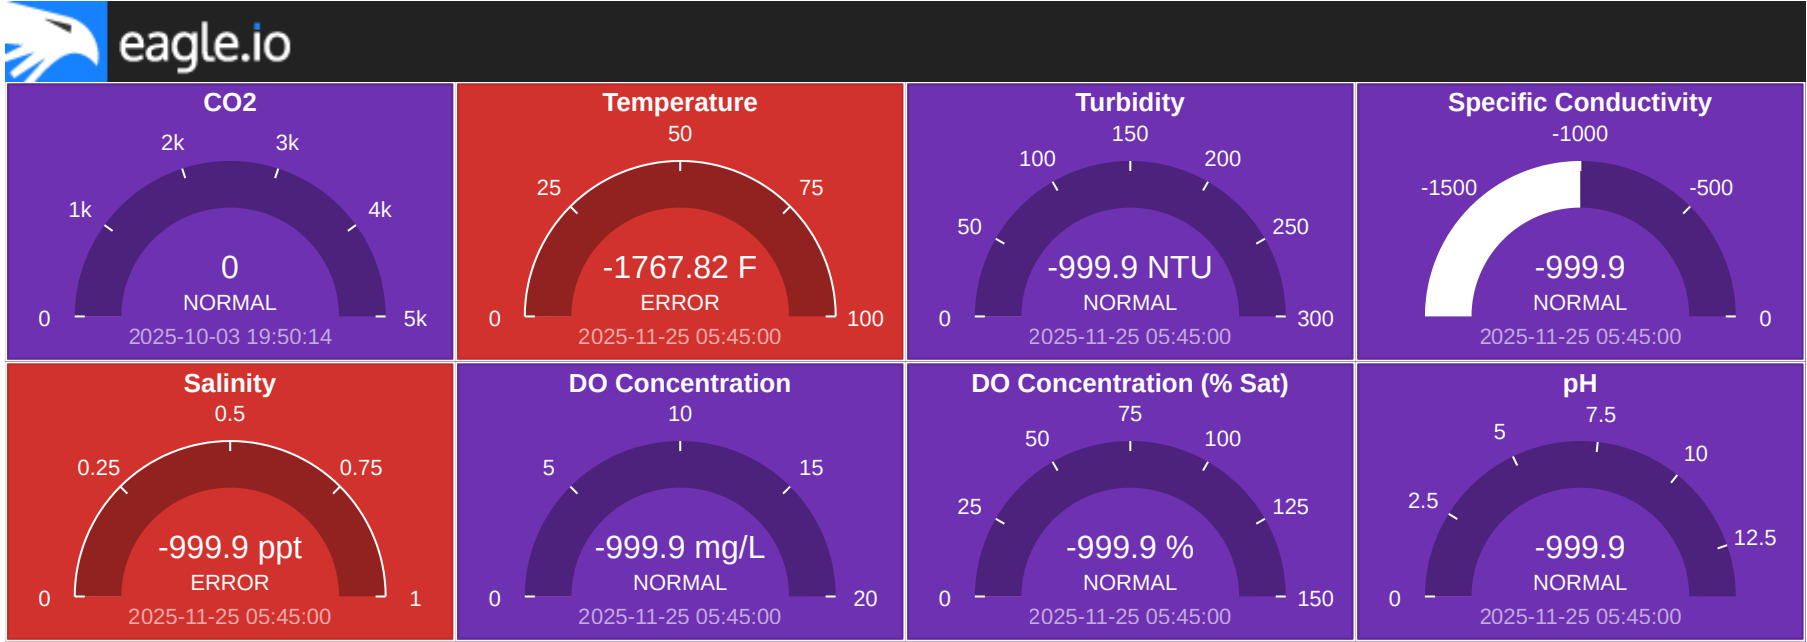 eagle.io
CO2
2k
3k
1k
4k
0
NORMAL
0
5k
2025-10-03 19:50:14
Temperature
50
25
75
-1767.82 F
ERROR
0
100
2025-11-25 05:45:00
Turbidity
150
100
200
50
250
-999.9 NTU
NORMAL
0
300
2025-11-25 05:45:00
Specific Conductivity
-1000
-1500
-500
-999.9
NORMAL
0
2025-11-25 05:45:00
Salinity
0.5
0.25
0.75
-999.9 ppt
ERROR
0
1
2025-11-25 05:45:00
DO Concentration
10
5
15
-999.9 mg/L
NORMAL
0
20
2025-11-25 05:45:00
DO Concentration (% Sat)
75
50
100
25
125
-999.9 %
NORMAL
0
150
2025-11-25 05:45:00
pH
7.5
5
10
2.5
12.5
-999.9
NORMAL
0
2025-11-25 05:45:00